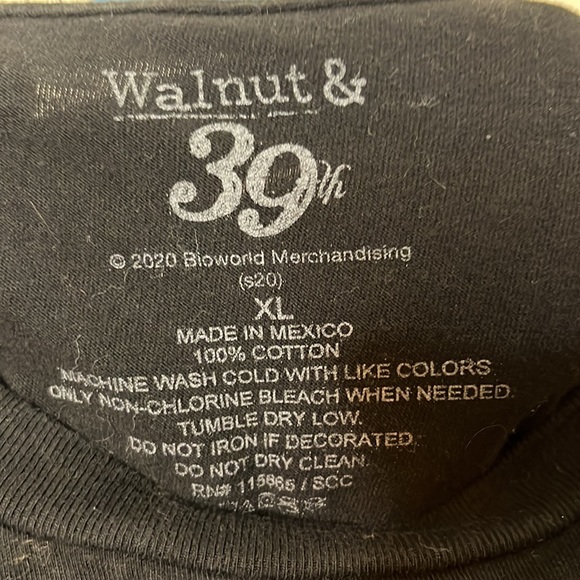 Walnut &
39th
© 2020 Bioworld Merchandising
(s20)
XL
MADE IN MEXICO
100% COTTON
MACHINE WASH COLD WITH LIKE COLORS
ONLY NON-CHLORINE BLEACH WHEN NEEDED.
TUMBLE DRY LOW.
DO NOT IRON IF DECORATED.
DO NOT DRY CLEAN.
RN# 115665 / SCC